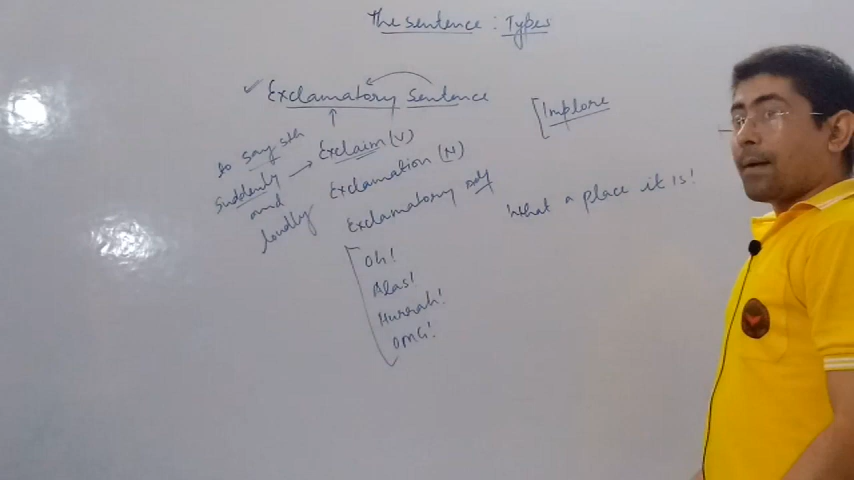 The sentence : Types
Exclamatory Sentence
[Implore
to say sth
Suddenly
and
loudly
Exclaim (V)
Exclamation (N)
Exclamatory Adj
Oh!
Alas!
Hurrah!
OMG!
What a place it is!